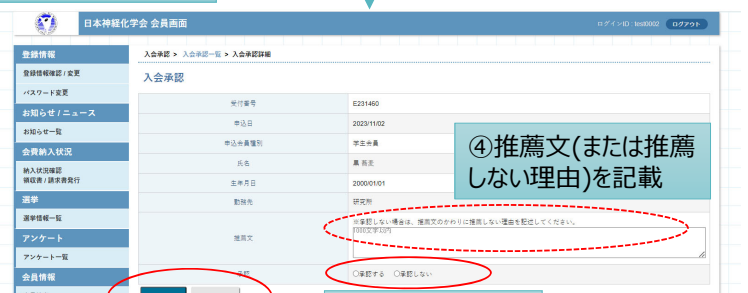 日本神経化学会 会員画面
ログインID : test0002 ログアウト
登録情報
登録情報確認 / 変更
パスワード変更
お知らせ / ニュース
お知らせ一覧
会費納入状況
納入状況確認
領収書 / 請求書発行
選挙
選挙情報一覧
アンケート
アンケート一覧
会員情報
入会承認 > 入会承認一覧 > 入会承認詳細
入会承認
受付番号 E231460
申込日 2023/11/02
申込会員種別 学生会員
氏名
生年月日 2000/01/01
勤務先 研究所
推薦文 ※承認しない場合は、推薦文のかわりに推薦しない理由を記述してください。
1000文字以内
承認 承認する 承認しない
④推薦文(または推薦
しない理由)を記載